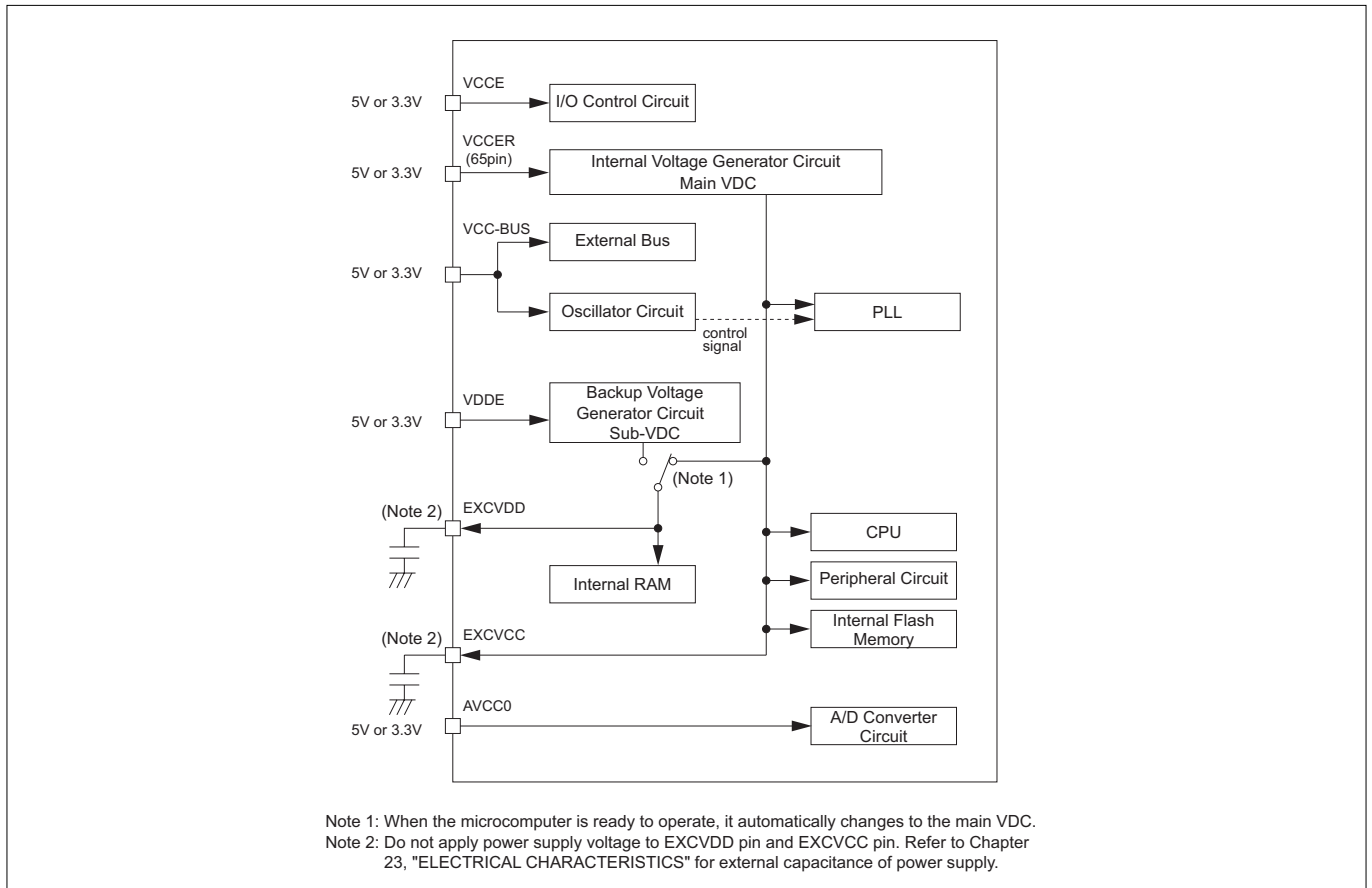 VCCE
5V or 3.3V
I/O Control Circuit
VCCER
(65pin)
5V or 3.3V
Internal Voltage Generator Circuit
Main VDC
VCC-BUS
External Bus
5V or 3.3V
Oscillator Circuit
control
signal
PLL
VDDE
5V or 3.3V
Backup Voltage
Generator Circuit
Sub-VDC
(Note 1)
(Note 2)
EXCVDD
CPU
Internal RAM
Peripheral Circuit
Internal Flash
Memory
(Note 2)
EXCVCC
AVCC0
5V or 3.3V
A/D Converter
Circuit
Note 1: When the microcomputer is ready to operate, it automatically changes to the main VDC.
Note 2: Do not apply power supply voltage to EXCVDD pin and EXCVCC pin. Refer to Chapter
23, "ELECTRICAL CHARACTERISTICS" for external capacitance of power supply.